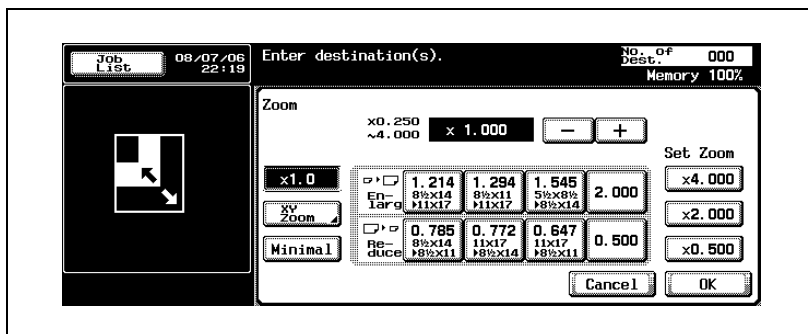 Job List
08/07/06
22:19
Enter destination(s).
No. of Dest. 000
Memory 100%
Zoom
x0.250
~4.000
x 1.000
− +
Set Zoom
x1.0
XY Zoom
Minimal
En-
larg
1.214
8½x14
▸11x17
1.294
8½x11
▸11x17
1.545
5½x8½
▸8½x14
2.000
Re-
duce
0.785
8½x14
▸8½x11
0.772
11x17
▸8½x14
0.647
11x17
▸8½x11
0.500
x4.000
x2.000
x0.500
Cancel
OK